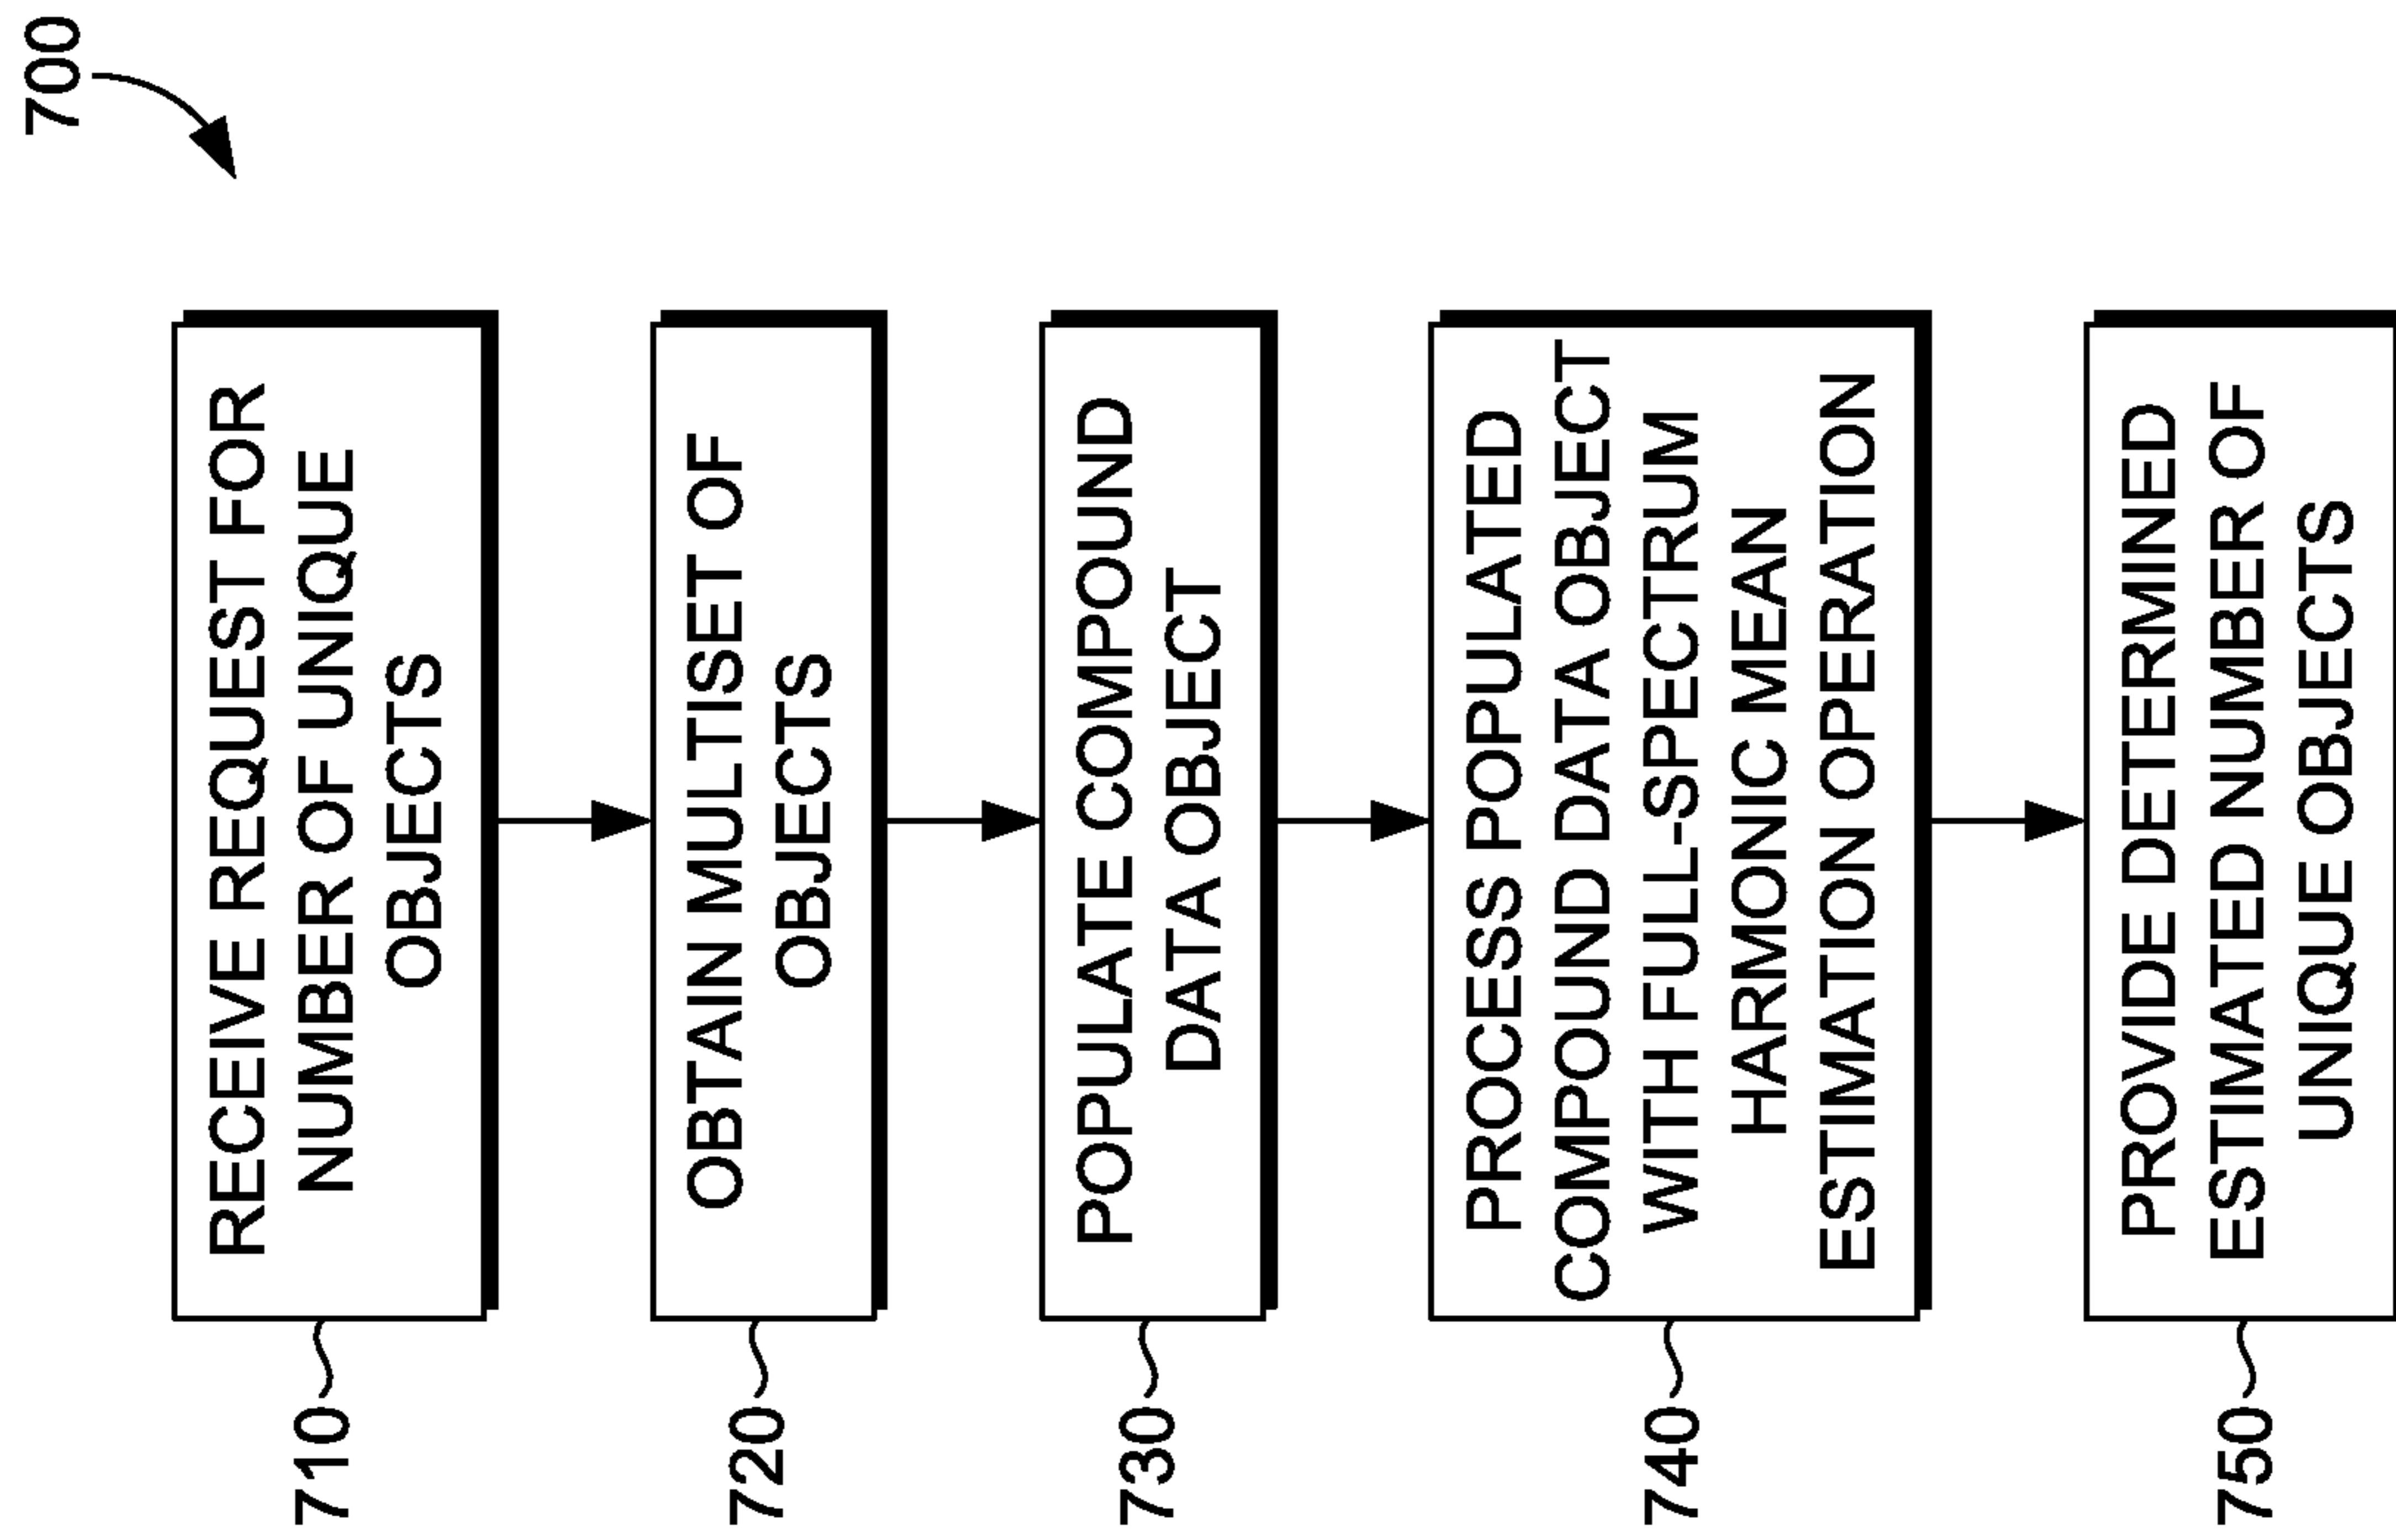 700
710
RECEIVE REQUEST FOR
NUMBER OF UNIQUE
OBJECTS
720
OBTAIN MULTISET OF
OBJECTS
730
POPULATE COMPOUND
DATA OBJECT
740
PROCESS POPULATED
COMPOUND DATA OBJECT
WITH FULL-SPECTRUM
HARMONIC MEAN
ESTIMATION OPERATION
750
PROVIDE DETERMINED
ESTIMATED NUMBER OF
UNIQUE OBJECTS